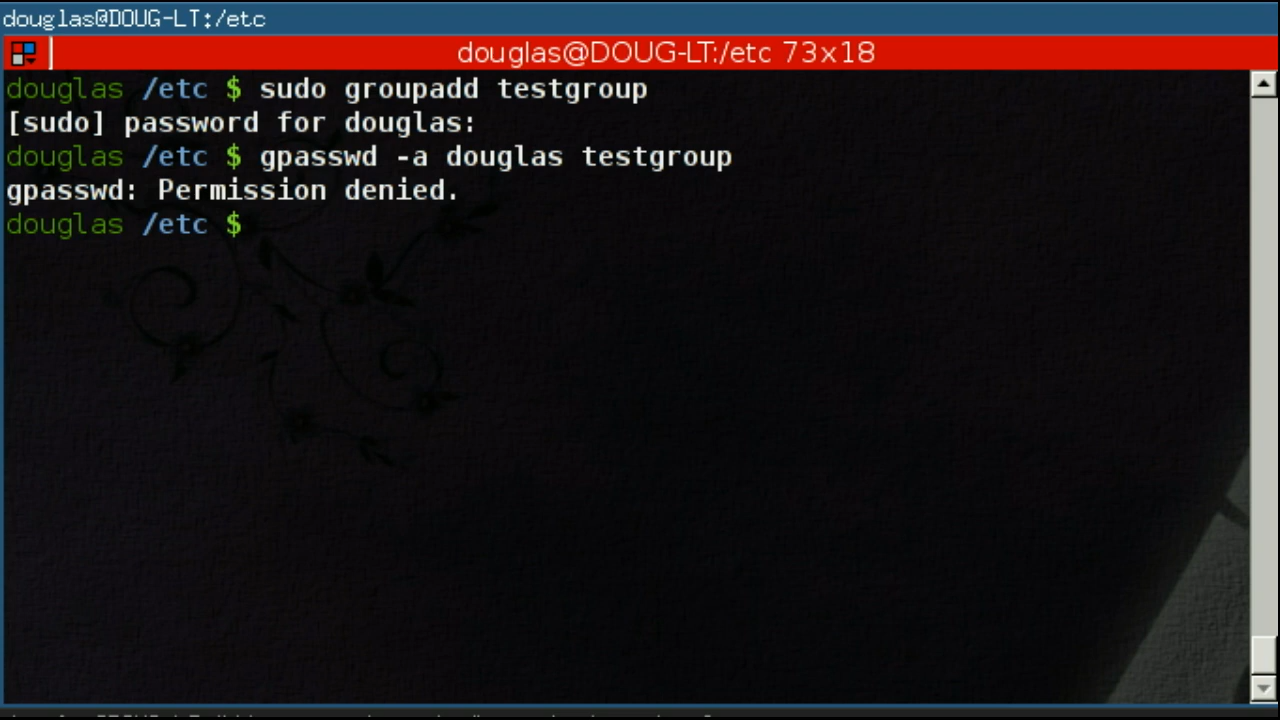 douglas@DOUG-LT:/etc
douglas@DOUG-LT:/etc 73x18
douglas /etc $ sudo groupadd testgroup
[sudo] password for douglas:
douglas /etc $ gpasswd -a douglas testgroup
gpasswd: Permission denied.
douglas /etc $